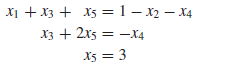 x₁ + x₃ + x₅ = 1 − x₂ − x₄
x₃ + 2x₅ = −x₄
x₅ = 3